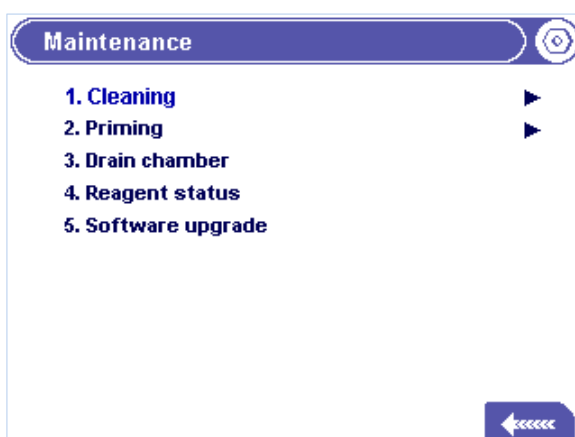 Maintenance
1. Cleaning
2. Priming
3. Drain chamber
4. Reagent status
5. Software upgrade